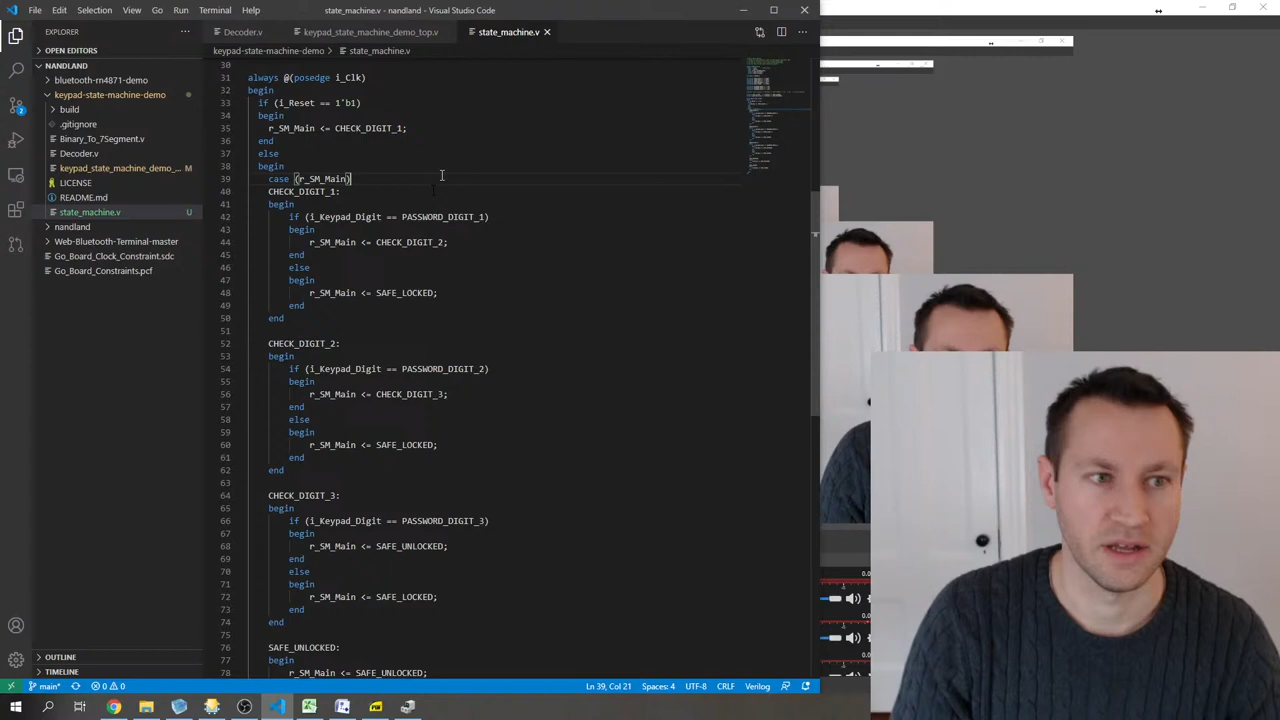 File Edit Selection View Go Run Terminal Help state_machine.v - nandland - Visual Studio Code
EXPLORER
Decoder.v keypad_state_machine_demo_top.v state_machine.v
keypad-state-machine-demo > state_machine.v
OPEN EDITORS
NANDLAND
bluetooth-rn4871-demo
keypad-state-machine-demo
build
.gitignore
Binary_To_7Segment.v
Decoder.v
keypad_state_machine_demo_... M
LICENSE
README.md
state_machine.v U
nandland
Web-Bluetooth-Terminal-master
Go_Board_Clock_Constraint.sdc
Go_Board_Constraints.pcf
OUTLINE
TIMELINE
30
31 always @(posedge i_Clk)
32 begin
33 if (i_Reset == 1'b1)
34 begin
35 r_SM_Main <= CHECK_DIGIT_1;
36 end
37 else
38 begin
39 case (r_SM_Main)
40 CHECK_DIGIT_1:
41 begin
42 if (i_Keypad_Digit == PASSWORD_DIGIT_1)
43 begin
44 r_SM_Main <= CHECK_DIGIT_2;
45 end
46 else
47 begin
48 r_SM_Main <= SAFE_LOCKED;
49 end
50 end
51
52 CHECK_DIGIT_2:
53 begin
54 if (i_Keypad_Digit == PASSWORD_DIGIT_2)
55 begin
56 r_SM_Main <= CHECK_DIGIT_3;
57 end
58 else
59 begin
60 r_SM_Main <= SAFE_LOCKED;
61 end
62 end
63
64 CHECK_DIGIT_3:
65 begin
66 if (i_Keypad_Digit == PASSWORD_DIGIT_3)
67 begin
68 r_SM_Main <= SAFE_UNLOCKED;
69 end
70 else
71 begin
72 r_SM_Main <= SAFE_LOCKED;
73 end
74 end
75
76 SAFE_UNLOCKED:
77 begin
78 r_SM_Main <= SAFE_UNLOCKED;
main* 0 0 Ln 39, Col 21 Spaces: 4 UTF-8 CRLF Verilog